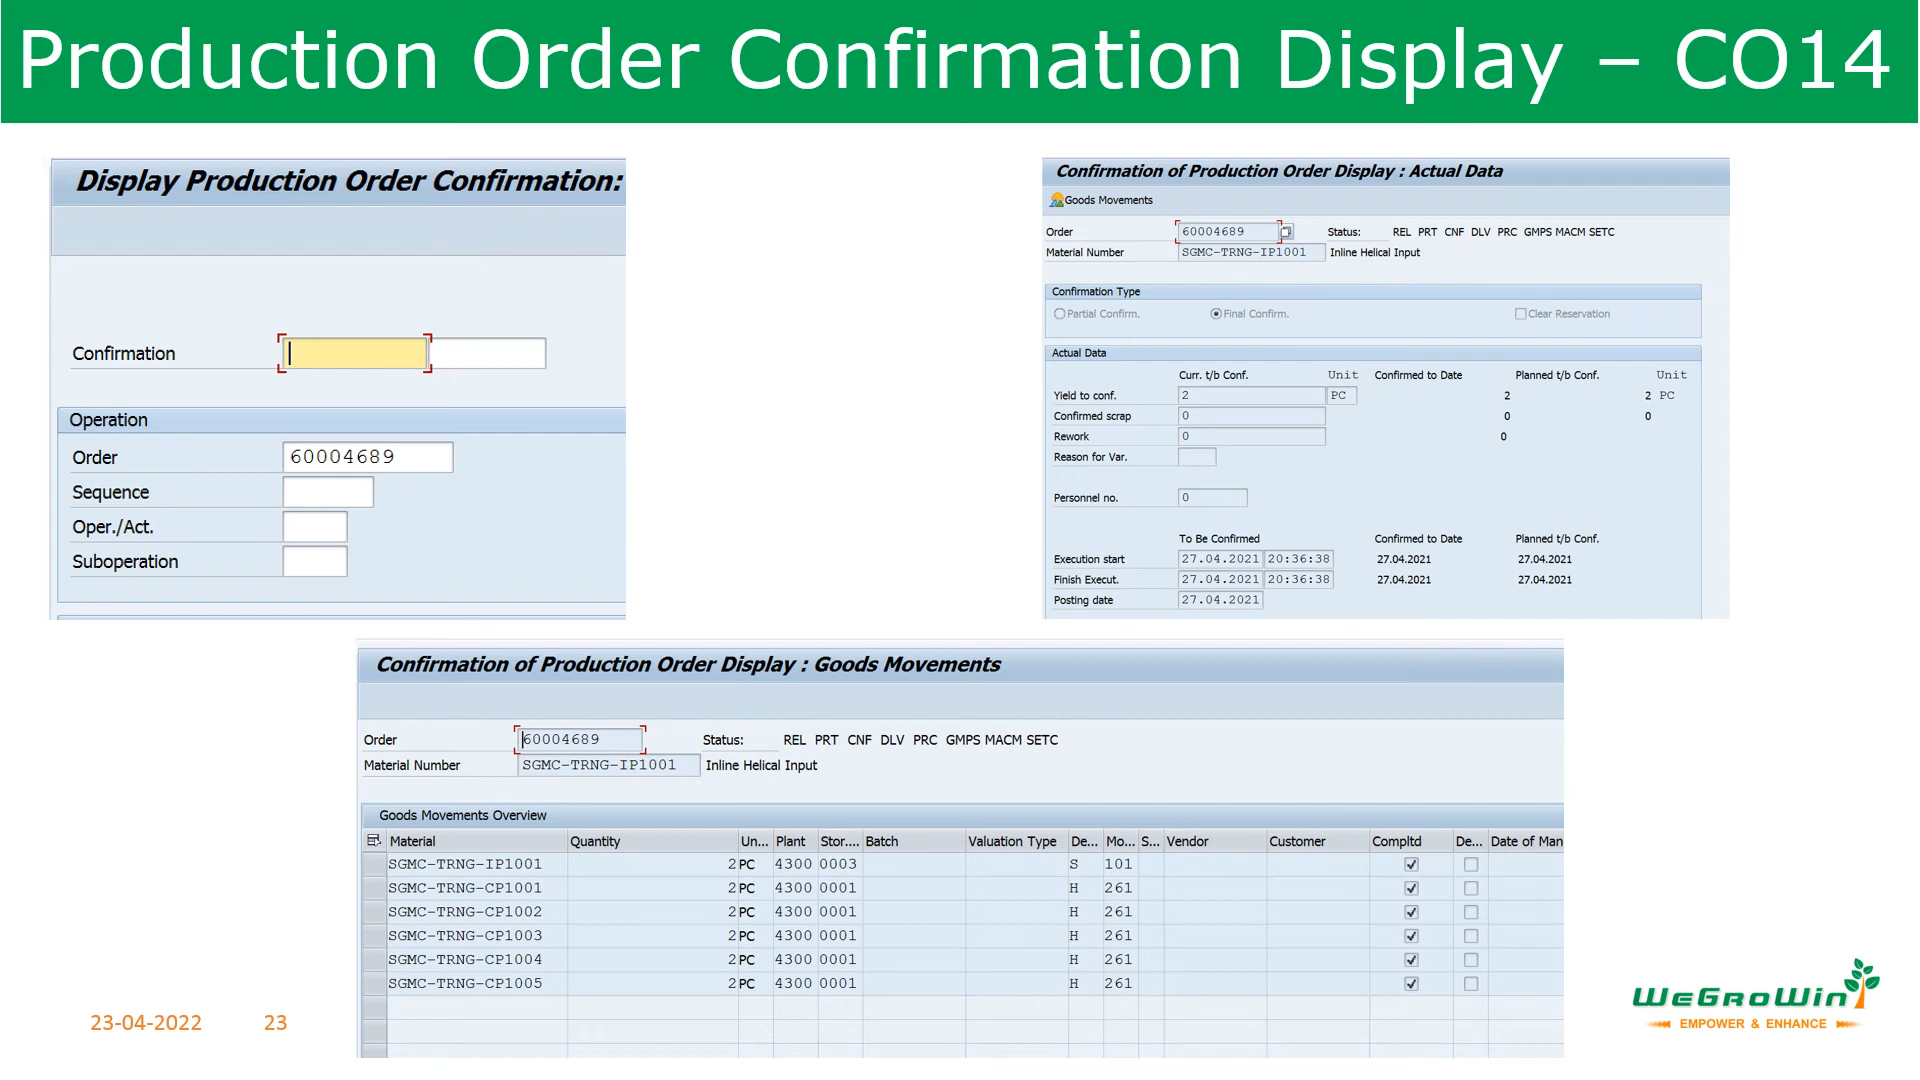 Production Order Confirmation Display – CO14
Display Production Order Confirmation:
Confirmation
Operation
Order 60004689
Sequence
Oper./Act.
Suboperation
Confirmation of Production Order Display : Actual Data
Goods Movements
Order 60004689 Status: REL PRT CNF DLV PRC GMPS MACM SETC
Material Number SGMC-TRNG-IP1001 Inline Helical Input
Confirmation Type
Partial Confirm. Final Confirm. Clear Reservation
Actual Data
Curr. t/b Conf. Unit Confirmed to Date Planned t/b Conf. Unit
Yield to conf. 2 PC 2 2 PC
Confirmed scrap 0 0 0
Rework 0 0
Reason for Var.
Personnel no. 0
To Be Confirmed Confirmed to Date Planned t/b Conf.
Execution start 27.04.2021 20:36:38 27.04.2021 27.04.2021
Finish Execut. 27.04.2021 20:36:38 27.04.2021 27.04.2021
Posting date 27.04.2021
Confirmation of Production Order Display : Goods Movements
Order 60004689 Status: REL PRT CNF DLV PRC GMPS MACM SETC
Material Number SGMC-TRNG-IP1001 Inline Helical Input
Goods Movements Overview
Material Quantity Un... Plant Stor.... Batch Valuation Type De... Mo... S... Vendor Customer Compltd De... Date of Man
SGMC-TRNG-IP1001 2 PC 4300 0003 S 101
SGMC-TRNG-CP1001 2 PC 4300 0001 H 261
SGMC-TRNG-CP1002 2 PC 4300 0001 H 261
SGMC-TRNG-CP1003 2 PC 4300 0001 H 261
SGMC-TRNG-CP1004 2 PC 4300 0001 H 261
SGMC-TRNG-CP1005 2 PC 4300 0001 H 261
23-04-2022 23
WeGroWin
EMPOWER & ENHANCE